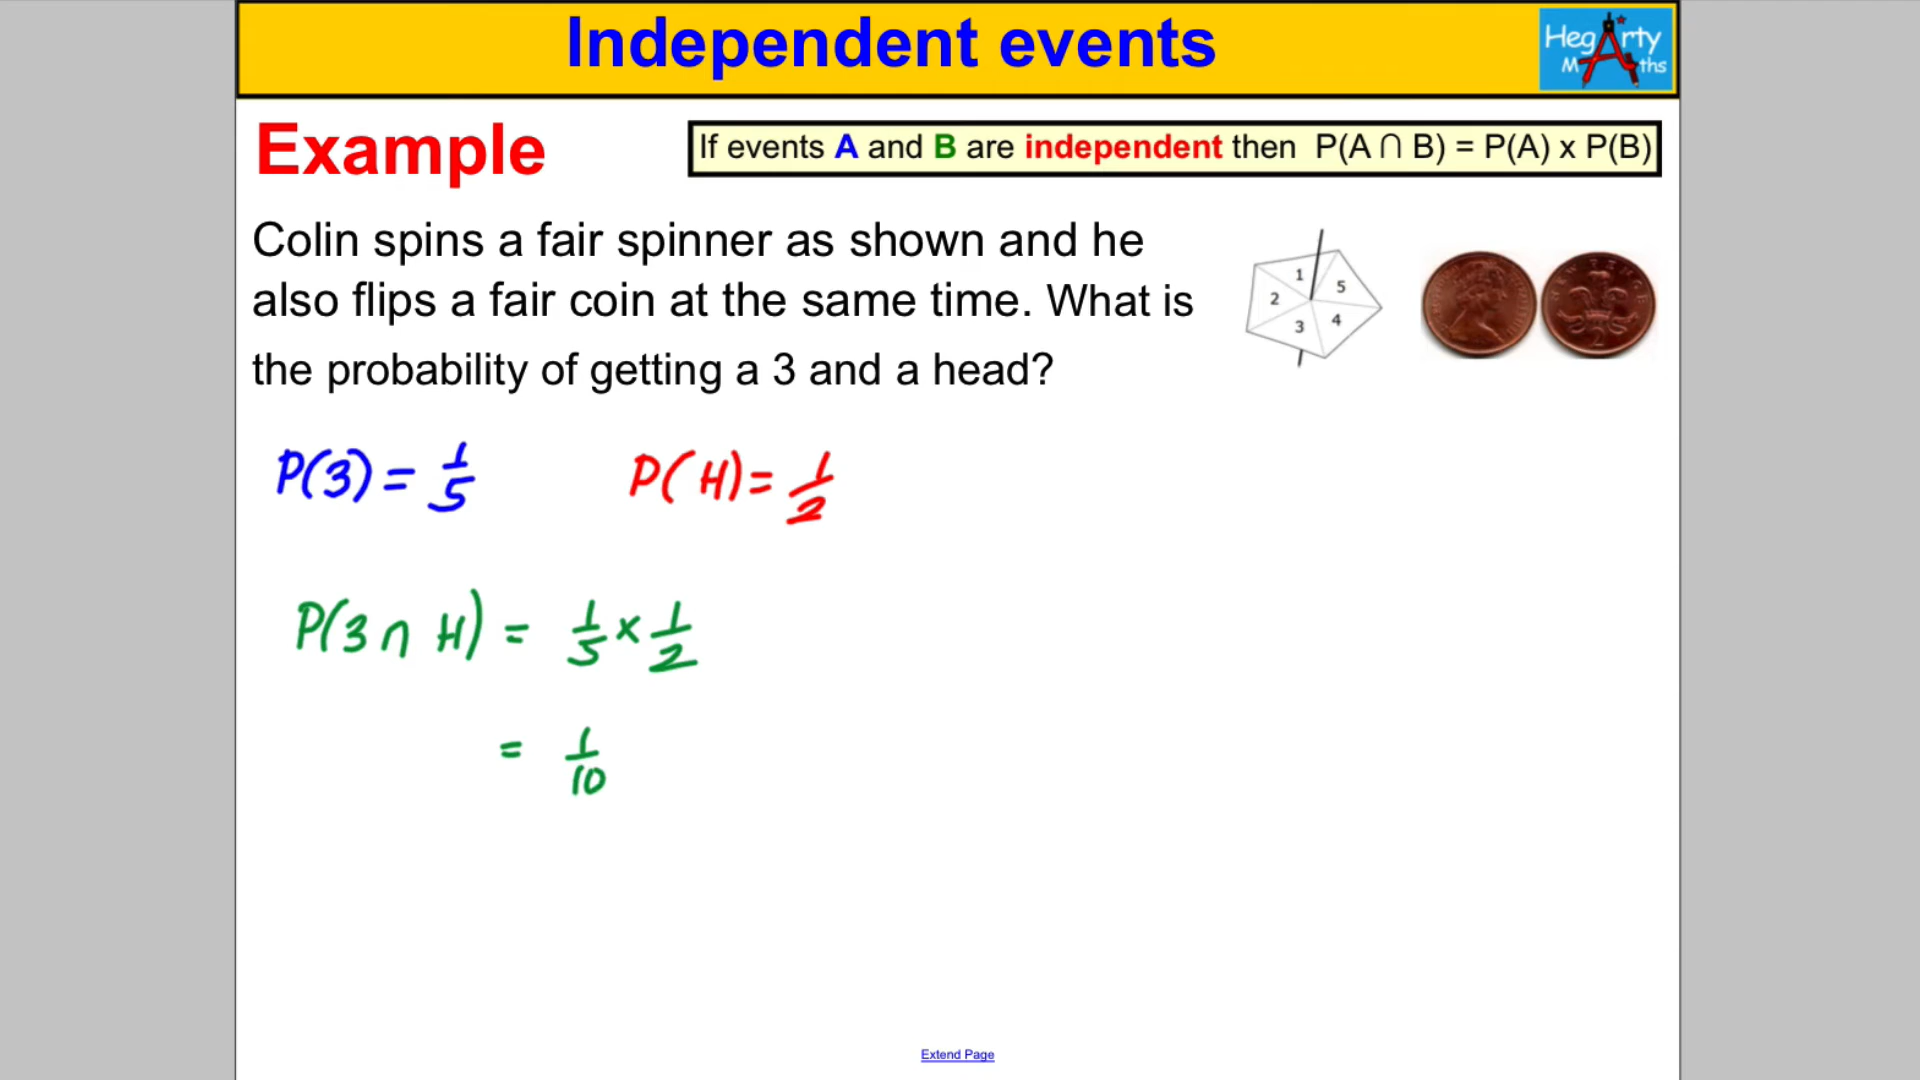 Independent events
Hegarty
Maths
Example
If events A and B are independent then P(A ∩ B) = P(A) x P(B)
Colin spins a fair spinner as shown and he
also flips a fair coin at the same time. What is
the probability of getting a 3 and a head?
1
5
2
3
4
P(3) = 1/5
P(H) = 1/2
P(3 ∩ H) = 1/5 × 1/2
= 1/10
Extend Page